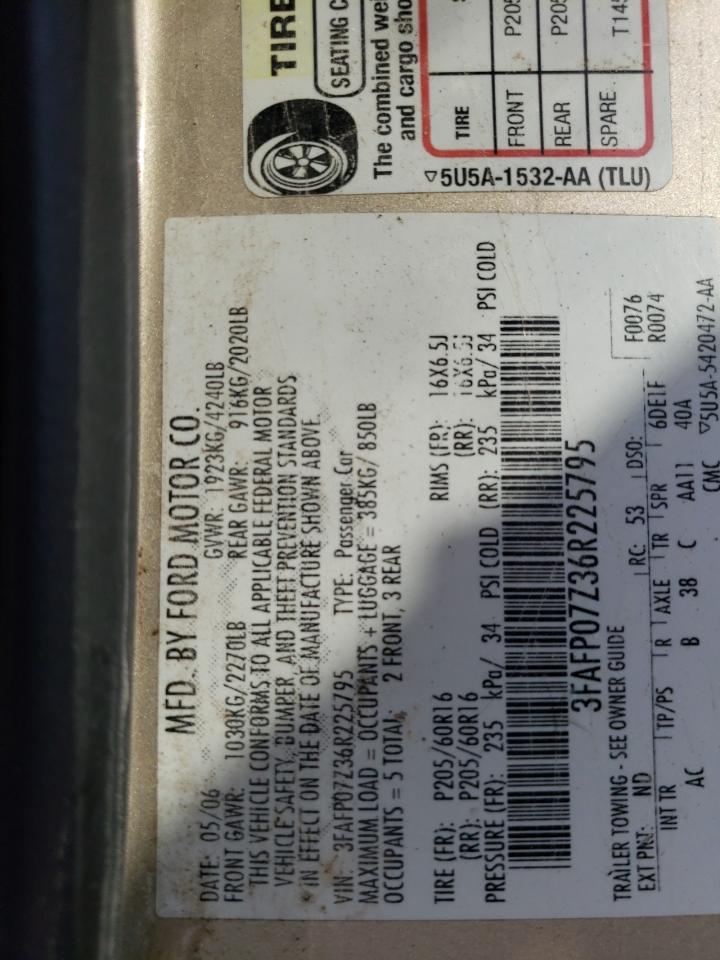 TIRE
SEATING C
The combined wei
and cargo sho
TIRE
FRONT P205
REAR P205
SPARE T145
▽5U5A-1532-AA (TLU)
MFD. BY FORD MOTOR CO.
DATE: 05/06 GVWR: 1923KG/4240LB
FRONT GAWR: 1030KG/2270LB REAR GAWR: 916KG/2020LB
THIS VEHICLE CONFORMS TO ALL APPLICABLE FEDERAL MOTOR
VEHICLE SAFETY, BUMPER, AND THEFT PREVENTION STANDARDS
IN EFFECT ON THE DATE OF MANUFACTURE SHOWN ABOVE.
VIN: 3FAFP07Z36R225795 TYPE: Passenger Car
MAXIMUM LOAD = OCCUPANTS + LUGGAGE = 385KG/ 850LB
OCCUPANTS = 5 TOTAL, 2 FRONT, 3 REAR
TIRE (FR): P205/60R16 RIMS (FR): 16X6.5J
(RR): P205/60R16 (RR): 16X6.5J
PRESSURE (FR): 235 kPa/ 34 PSI COLD (RR): 235 kPa/ 34 PSI COLD
3FAFP07Z36R225795
TRAILER TOWING - SEE OWNER GUIDE
EXT PNT: ND RC: 53 DSO: F0076
INT TR TP/PS R AXLE TR SPR 6DE1F R0074
AC B 38 C AA11 40A
CMC ▽5U5A-5420472-AA